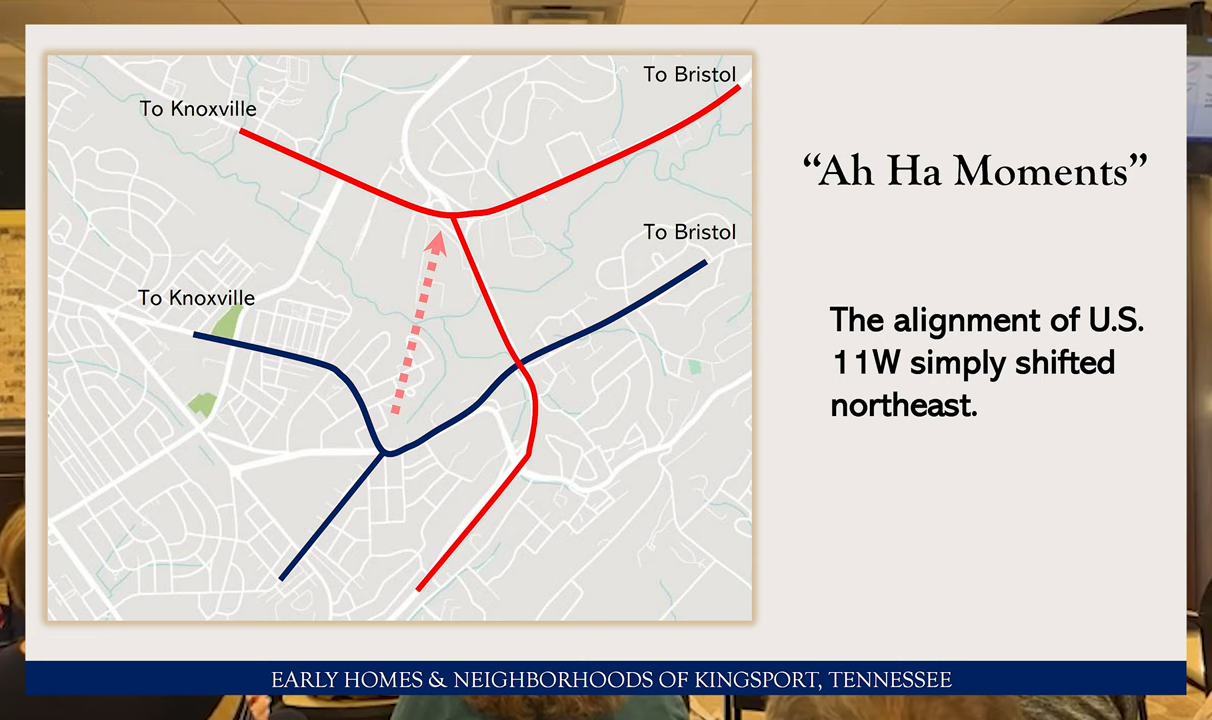 To Bristol
To Knoxville
To Bristol
To Knoxville
“Ah Ha Moments”
The alignment of U.S.
11W simply shifted
northeast.
EARLY HOMES & NEIGHBORHOODS OF KINGSPORT, TENNESSEE